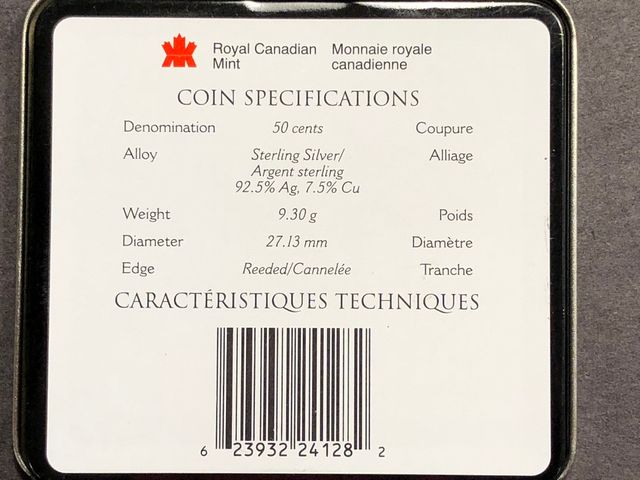 Royal Canadian Mint
Monnaie royale canadienne
COIN SPECIFICATIONS
Denomination 50 cents Coupure
Alloy Sterling Silver/ Alliage
Argent sterling
92.5% Ag, 7.5% Cu
Weight 9.30 g Poids
Diameter 27.13 mm Diamètre
Edge Reeded/Cannelée Tranche
CARACTÉRISTIQUES TECHNIQUES
6 23932 24128 2